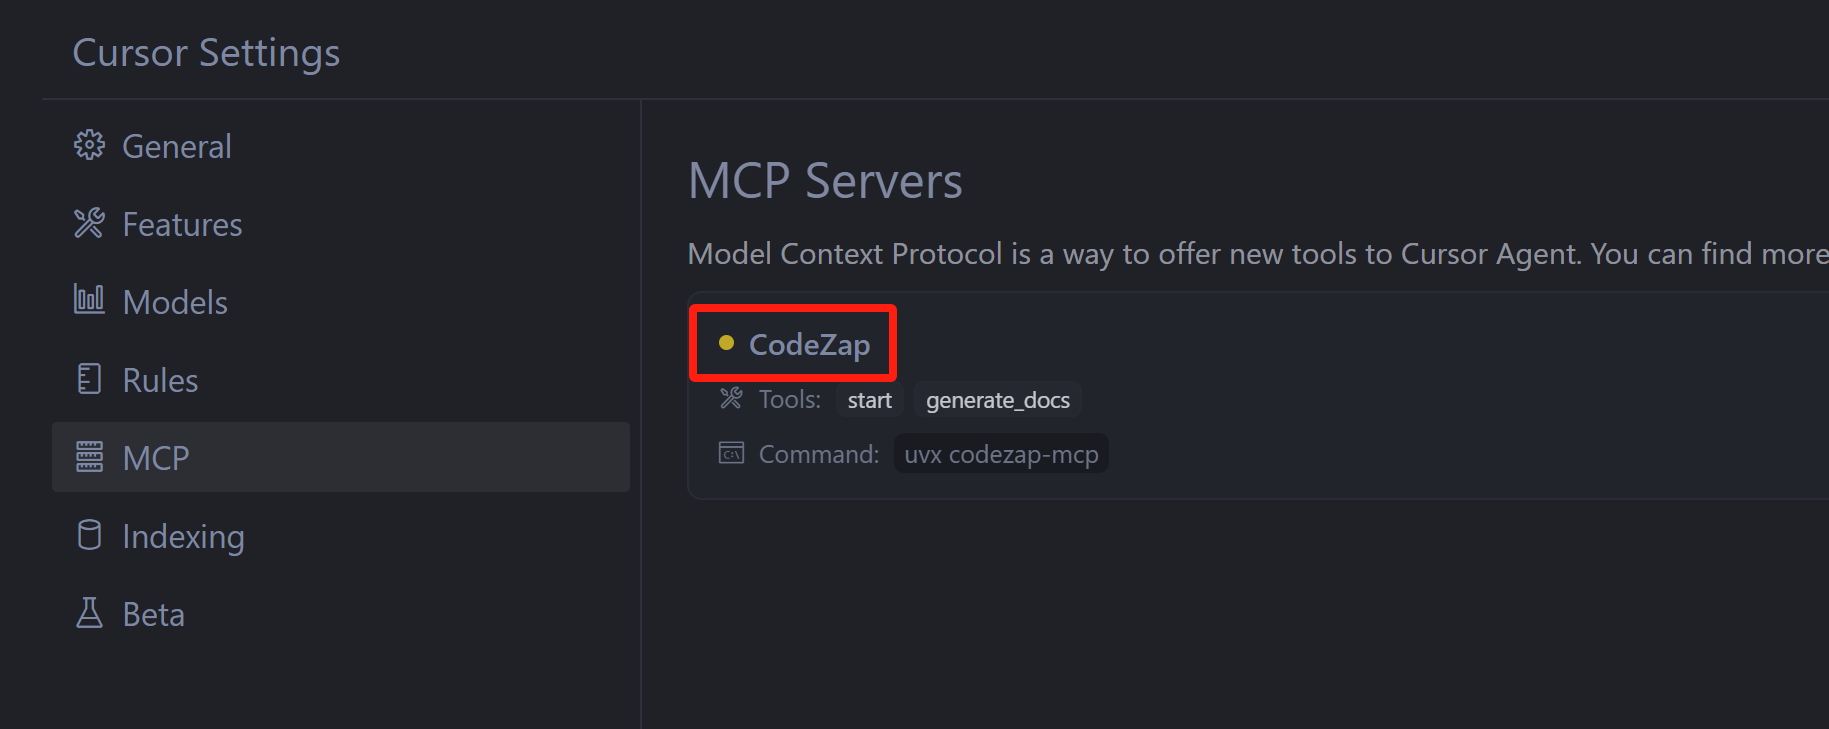 Cursor Settings
General
Features
Models
Rules
MCP
Indexing
Beta
MCP Servers
Model Context Protocol is a way to offer new tools to Cursor Agent. You can find more
CodeZap
Tools: start generate_docs
C:\ Command: uvx codezap-mcp